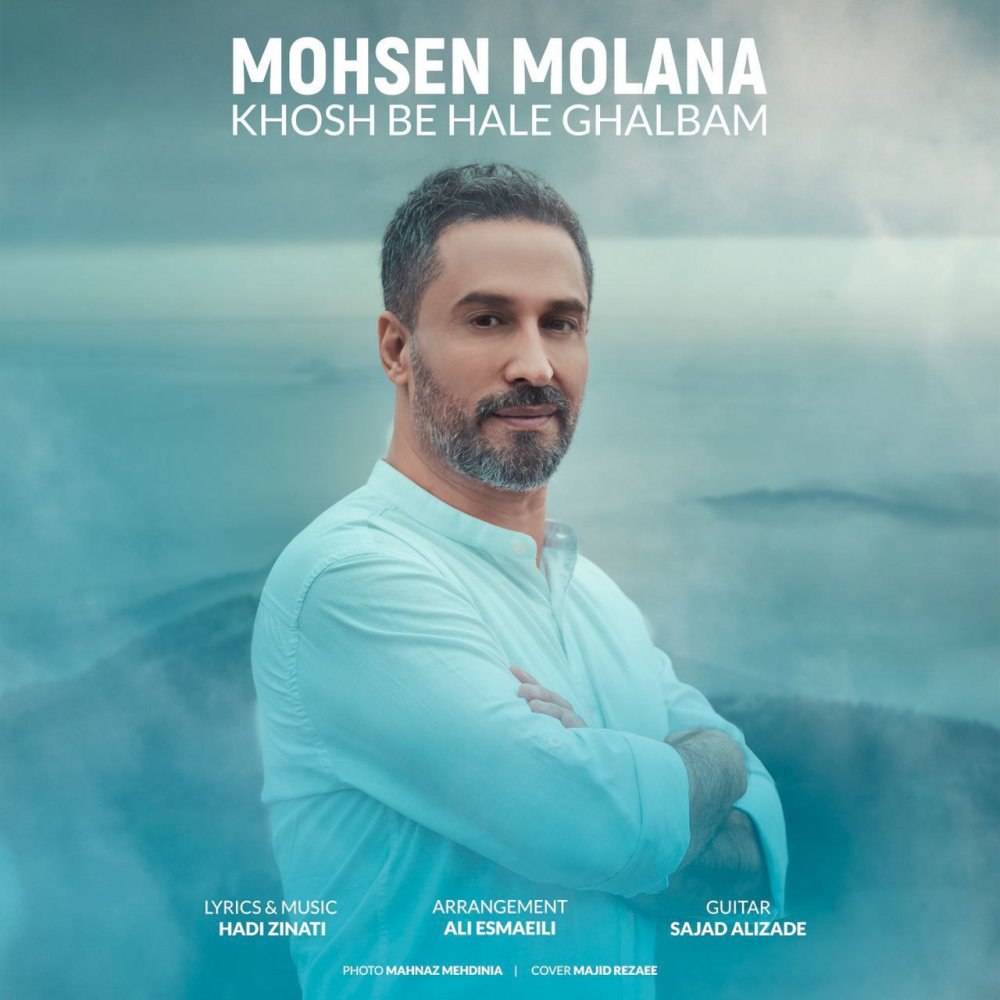 MOHSEN MOLANA
KHOSH BE HALE GHALBAM
LYRICS & MUSIC
HADI ZINATI
ARRANGEMENT
ALI ESMAEILI
GUITAR
SAJAD ALIZADE
PHOTO MAHNAZ MEHDINIA | COVER MAJID REZAEE